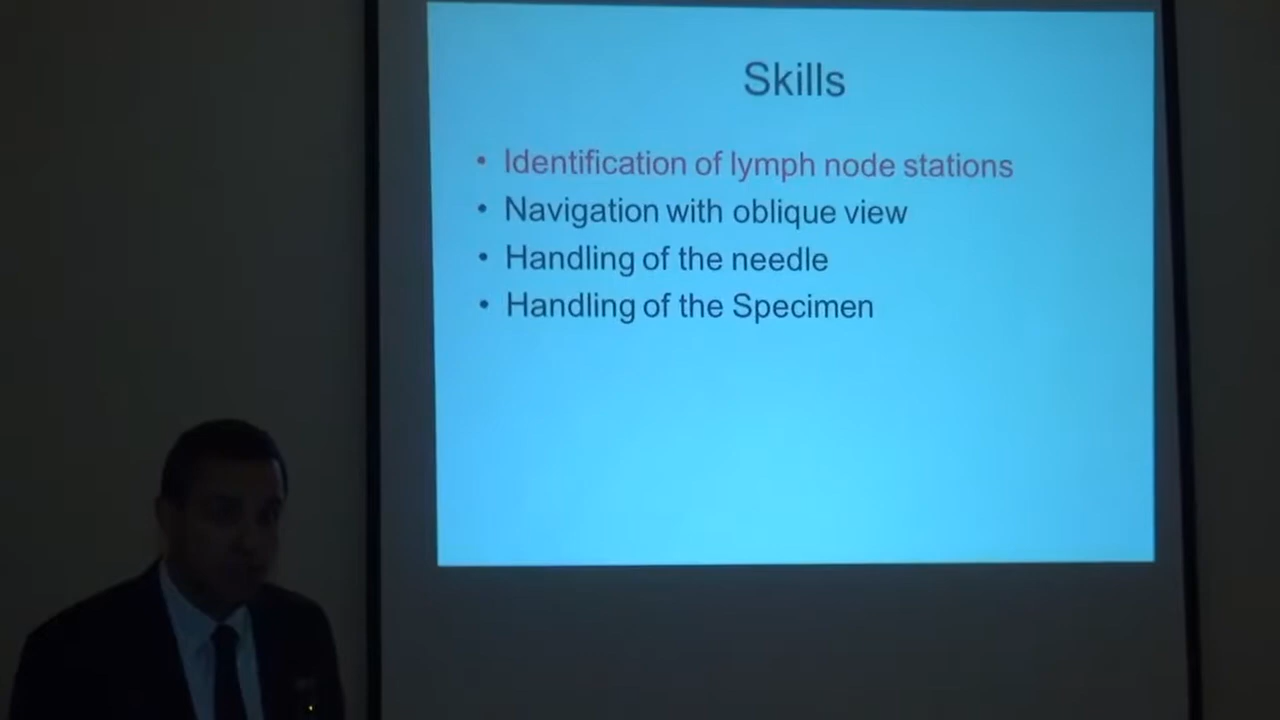 Skills
• Identification of lymph node stations
• Navigation with oblique view
• Handling of the needle
• Handling of the Specimen